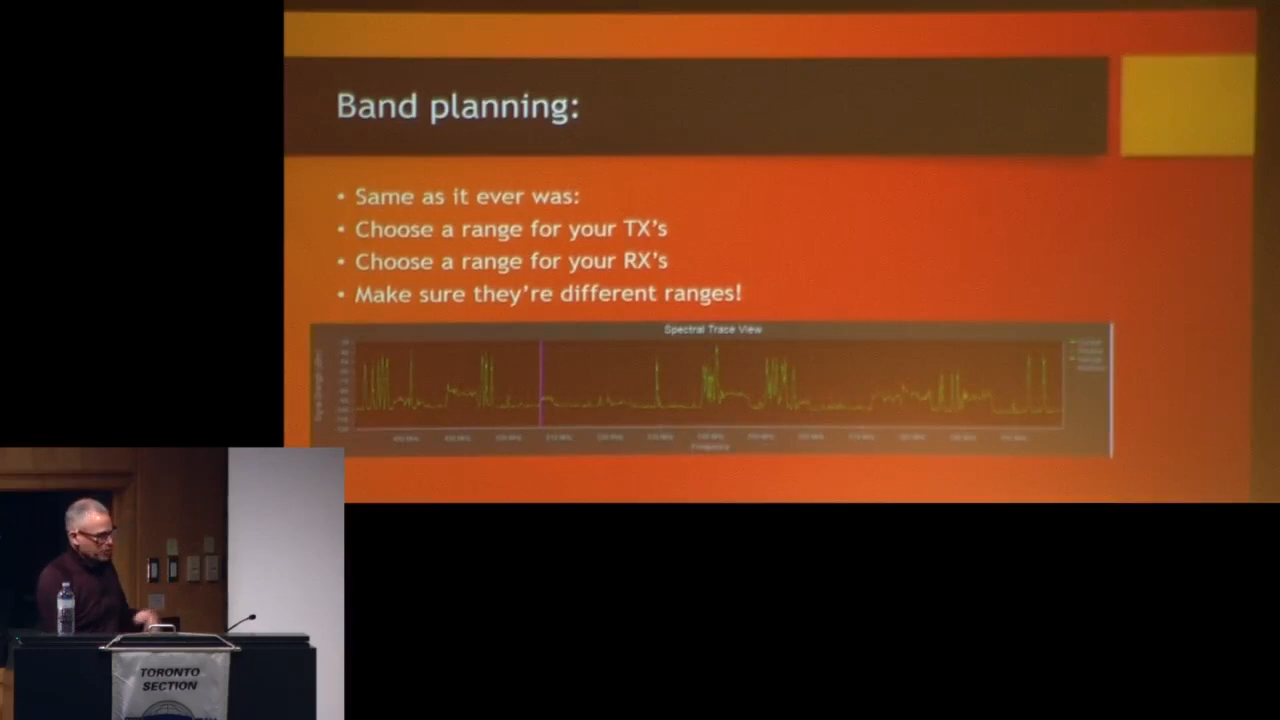 Band planning:
• Same as it ever was:
• Choose a range for your TX's
• Choose a range for your RX's
• Make sure they're different ranges!
Spectral Trace View
Frequency
TORONTO
SECTION